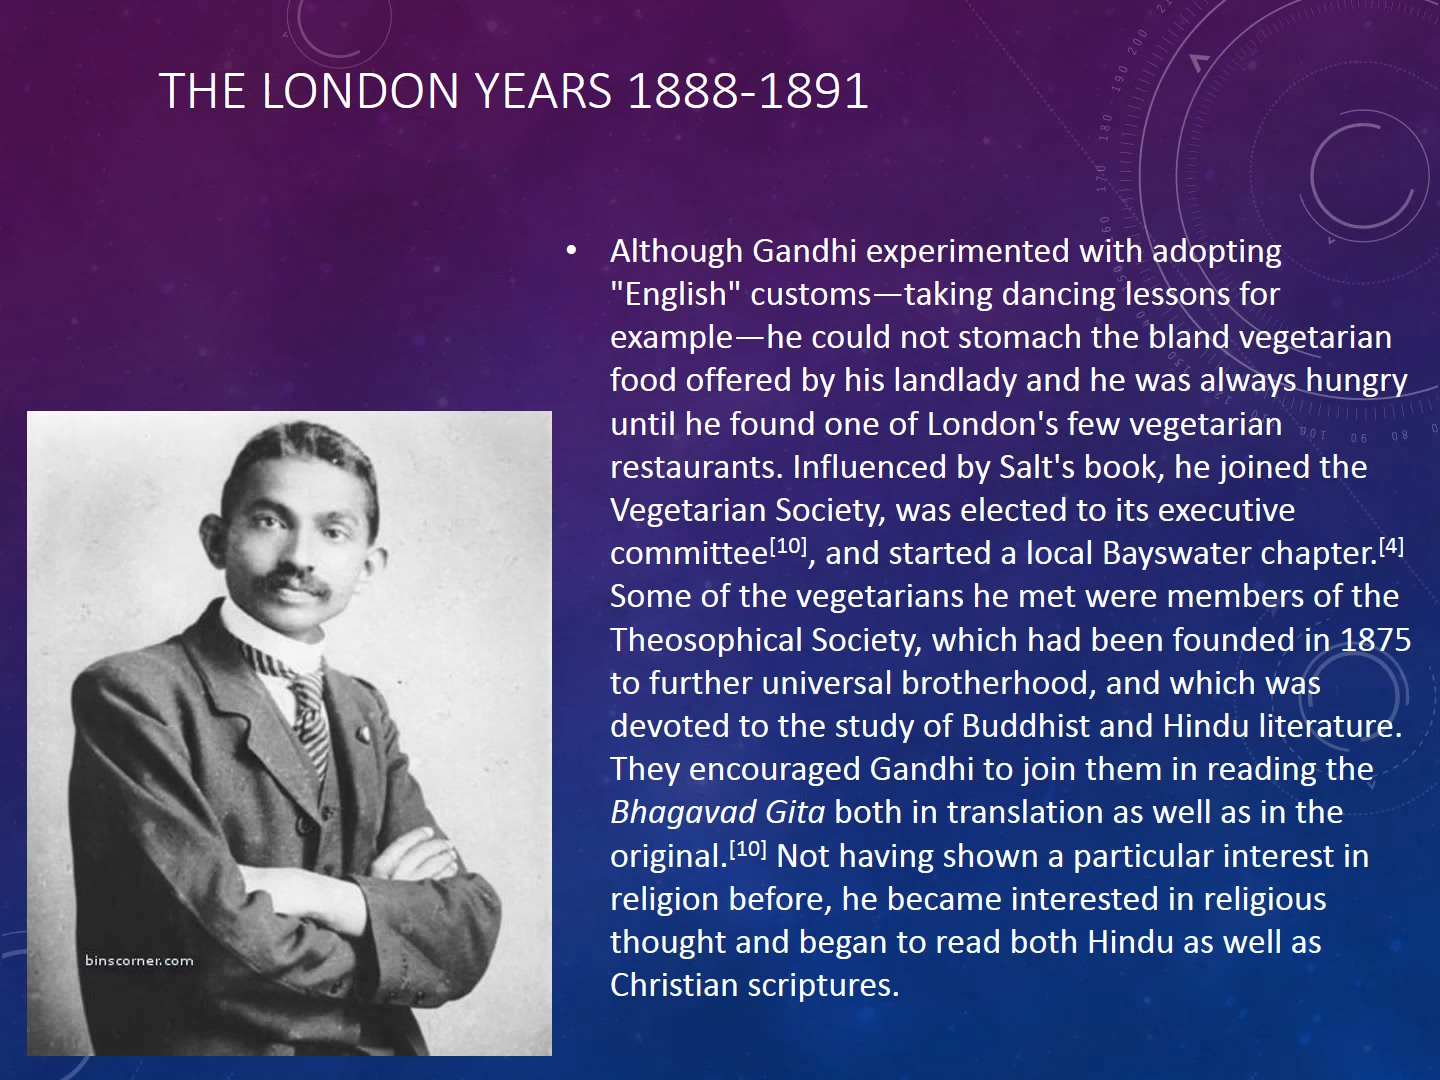 THE LONDON YEARS 1888-1891
• Although Gandhi experimented with adopting
"English" customs—taking dancing lessons for
example—he could not stomach the bland vegetarian
food offered by his landlady and he was always hungry
until he found one of London's few vegetarian
restaurants. Influenced by Salt's book, he joined the
Vegetarian Society, was elected to its executive
committee[10], and started a local Bayswater chapter.[4]
Some of the vegetarians he met were members of the
Theosophical Society, which had been founded in 1875
to further universal brotherhood, and which was
devoted to the study of Buddhist and Hindu literature.
They encouraged Gandhi to join them in reading the
Bhagavad Gita both in translation as well as in the
original.[10] Not having shown a particular interest in
religion before, he became interested in religious
thought and began to read both Hindu as well as
Christian scriptures.
binscorner.com